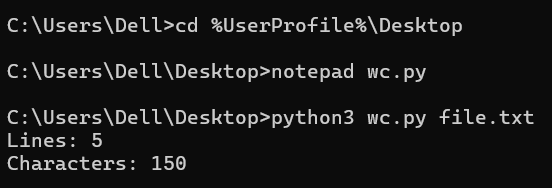 C:\Users\Dell>cd %UserProfile%\Desktop
C:\Users\Dell\Desktop>notepad wc.py
C:\Users\Dell\Desktop>python3 wc.py file.txt
Lines: 5
Characters: 150